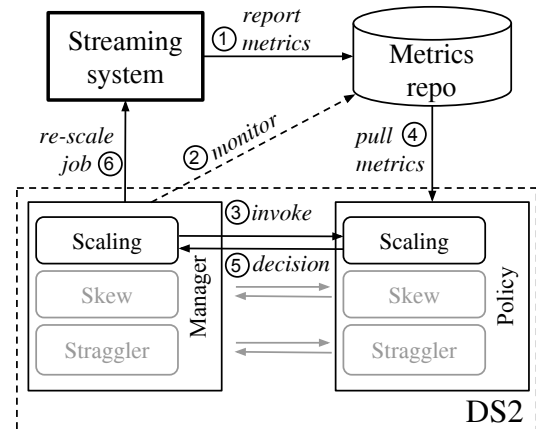 Streaming
system
① report
metrics
Metrics
repo
re-scale
job ⑥
② monitor
pull ④
metrics
③ invoke
Scaling
Scaling
⑤ decision
Skew
Skew
Straggler
Straggler
Manager
Policy
DS2